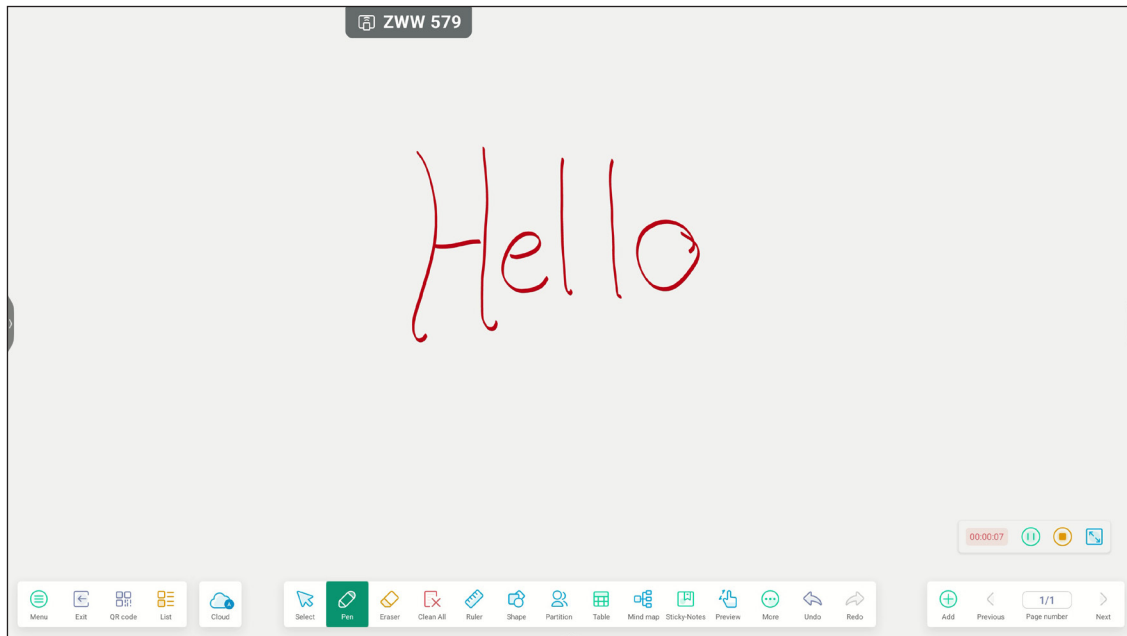 ZWW 579
Hello
00:00:07
Menu Exit QR code List Cloud Select Pen Eraser Clean All Ruler Shape Partition Table Mind map Sticky-Notes Preview More Undo Redo Add Previous 1/1 Page number Next